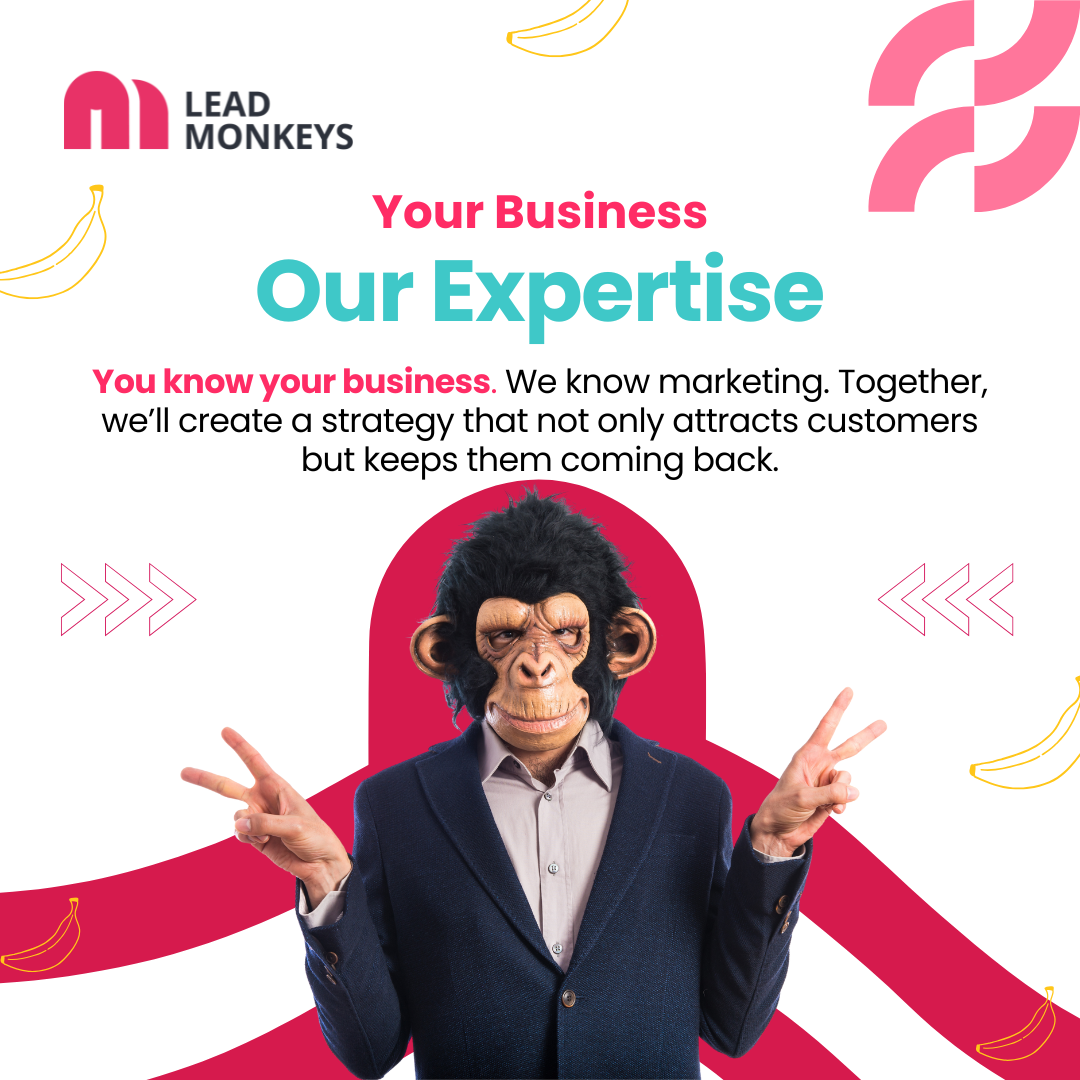 LEAD
MONKEYS
Your Business
Our Expertise
You know your business. We know marketing. Together,
we’ll create a strategy that not only attracts customers
but keeps them coming back.